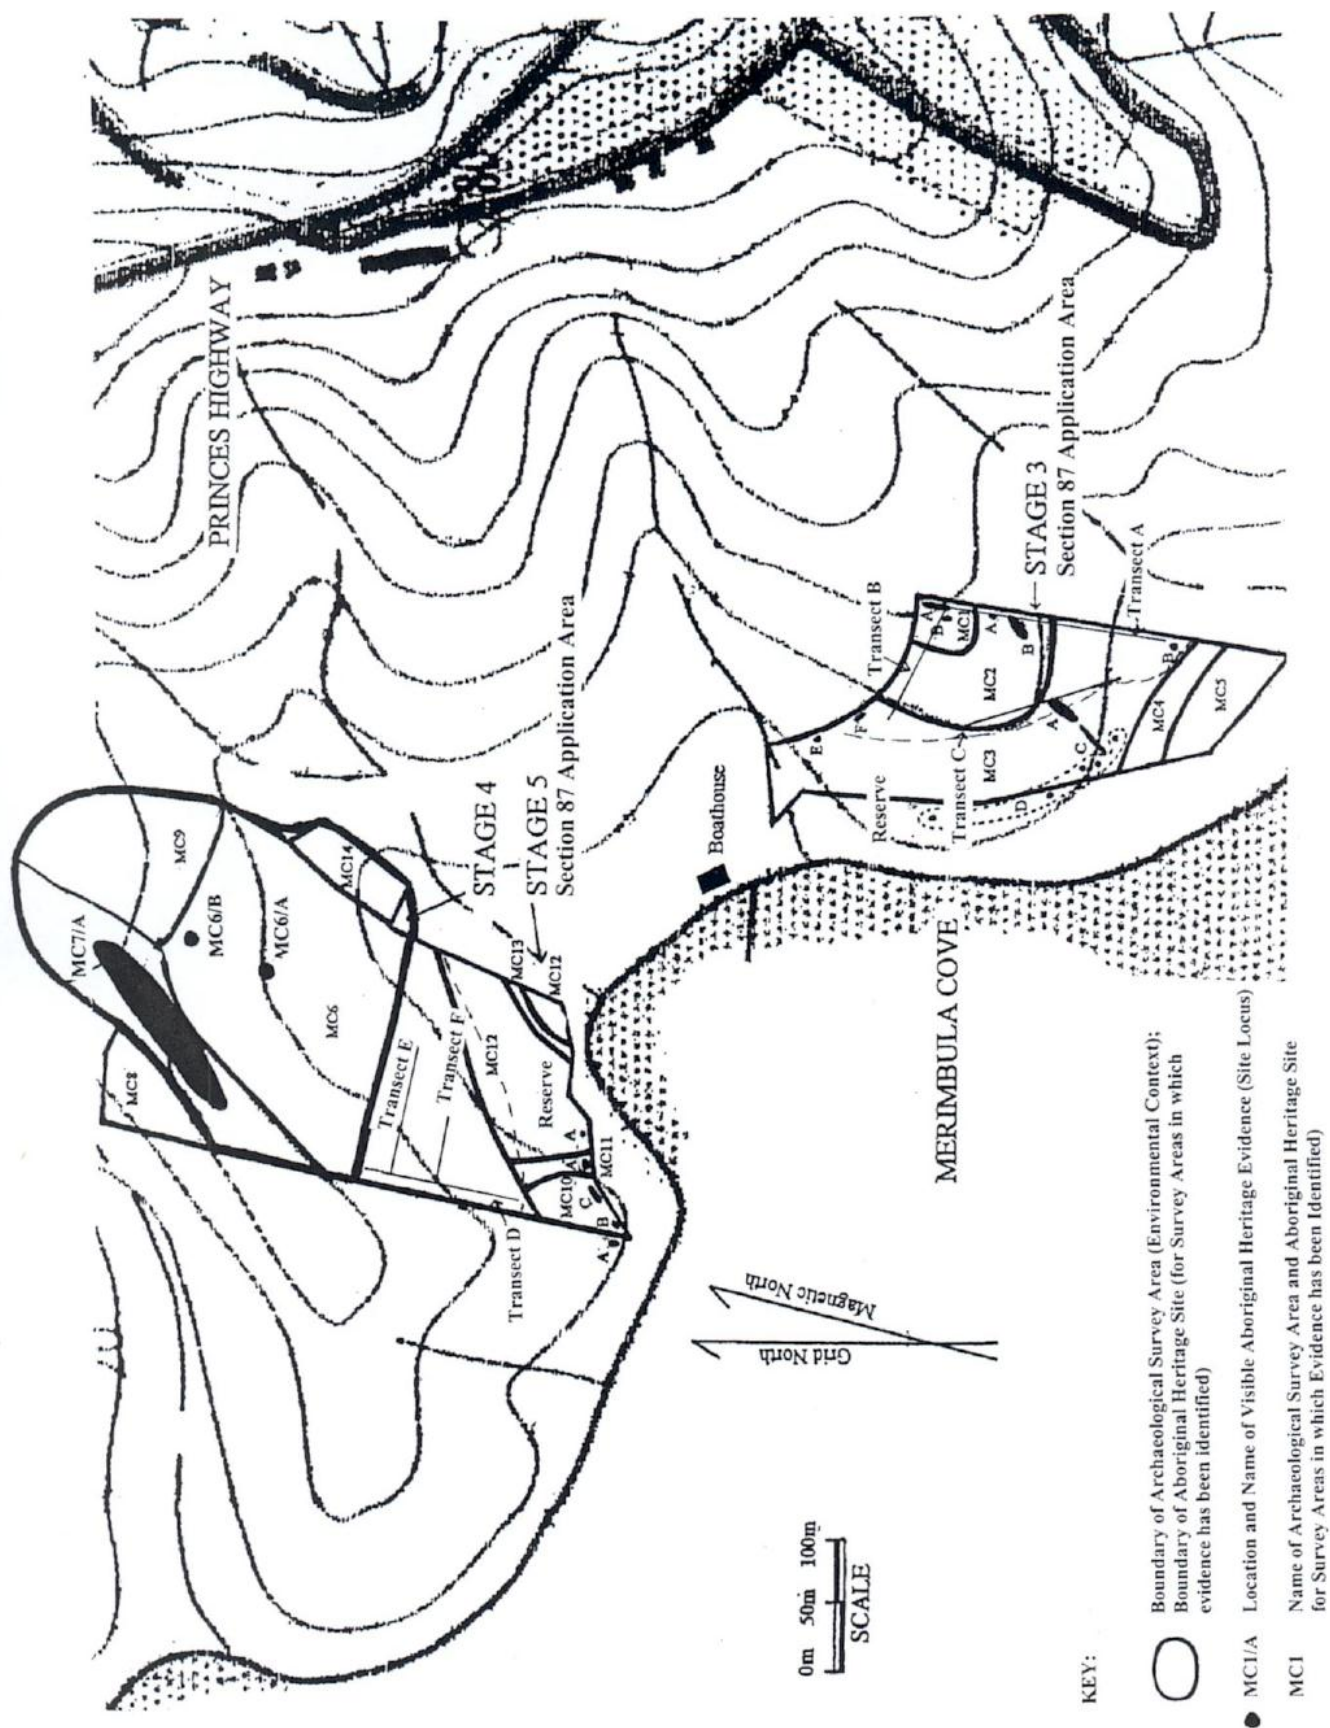 PRINCES HIGHWAY
MC9
MC7/A
MC6/B
MC6/A
MC14
MC8
MC6
STAGE 4
STAGE 5
Section 87 Application Area
MC13
MC12
MC12
Transect E
Transect F
Reserve
A
A
MC10
MC11
C
B
A
Transect D
Boathouse
MERIMBULA COVE
Transect B
STAGE 3
Section 87 Application Area
Transect A
A
B
MC1
A
B
MC2
B
F
E
A
C
D
MC3
MC4
MC5
Reserve
Transect C
Magnetic North
Grid North
0m 50m 100m
SCALE
KEY:
Boundary of Archaeological Survey Area (Environmental Context);
Boundary of Aboriginal Heritage Site (for Survey Areas in which
evidence has been identified)
MC1/A Location and Name of Visible Aboriginal Heritage Evidence (Site Locus)
MC1 Name of Archaeological Survey Area and Aboriginal Heritage Site
for Survey Areas in which Evidence has been Identified)